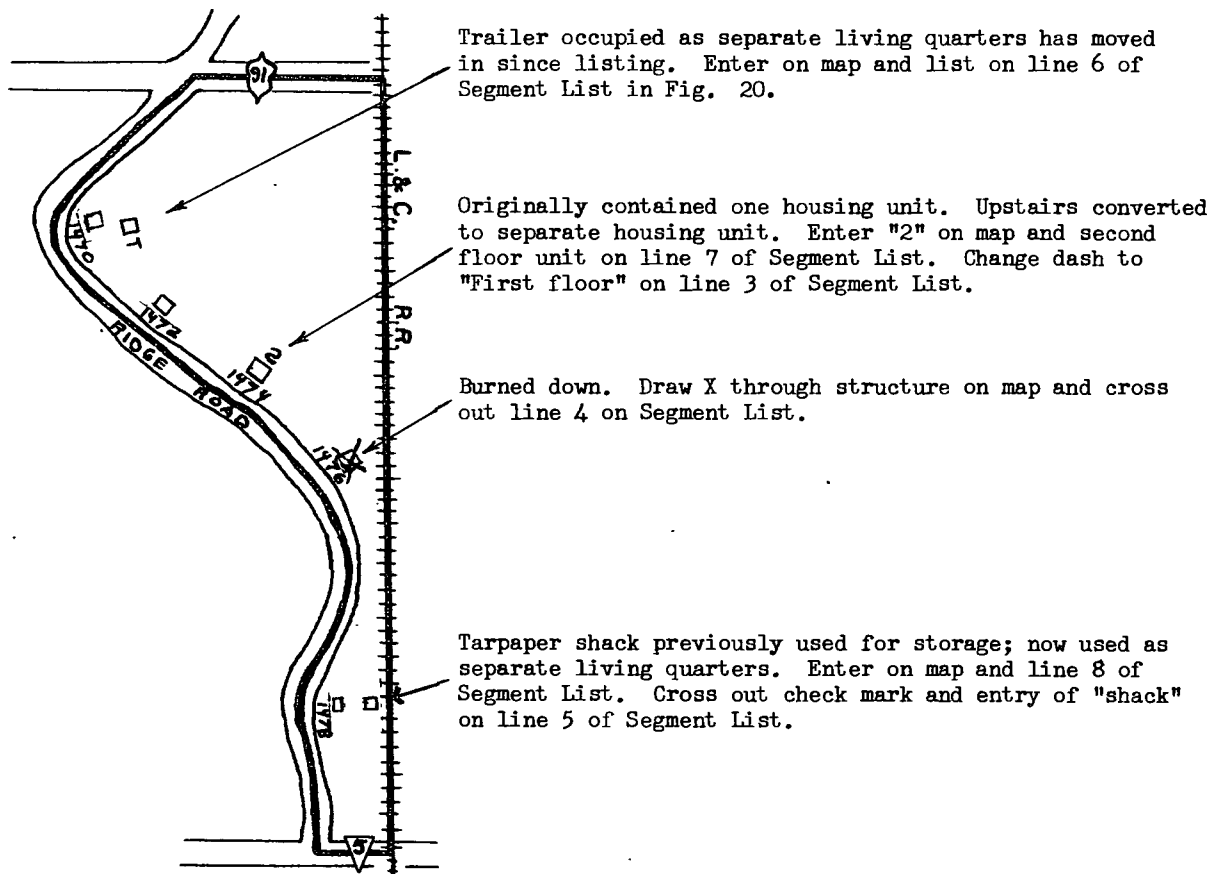 Trailer occupied as separate living quarters has moved
in since listing. Enter on map and list on line 6 of
Segment List in Fig. 20.
91
L. & C. R.R.
1470
T
Originally contained one housing unit. Upstairs converted
to separate housing unit. Enter "2" on map and second
floor unit on line 7 of Segment List. Change dash to
"First floor" on line 3 of Segment List.
1472
2
1474
RIDGE ROAD
Burned down. Draw X through structure on map and cross
out line 4 on Segment List.
1476
Tarpaper shack previously used for storage; now used as
separate living quarters. Enter on map and line 8 of
Segment List. Cross out check mark and entry of "shack"
on line 5 of Segment List.
1478
5